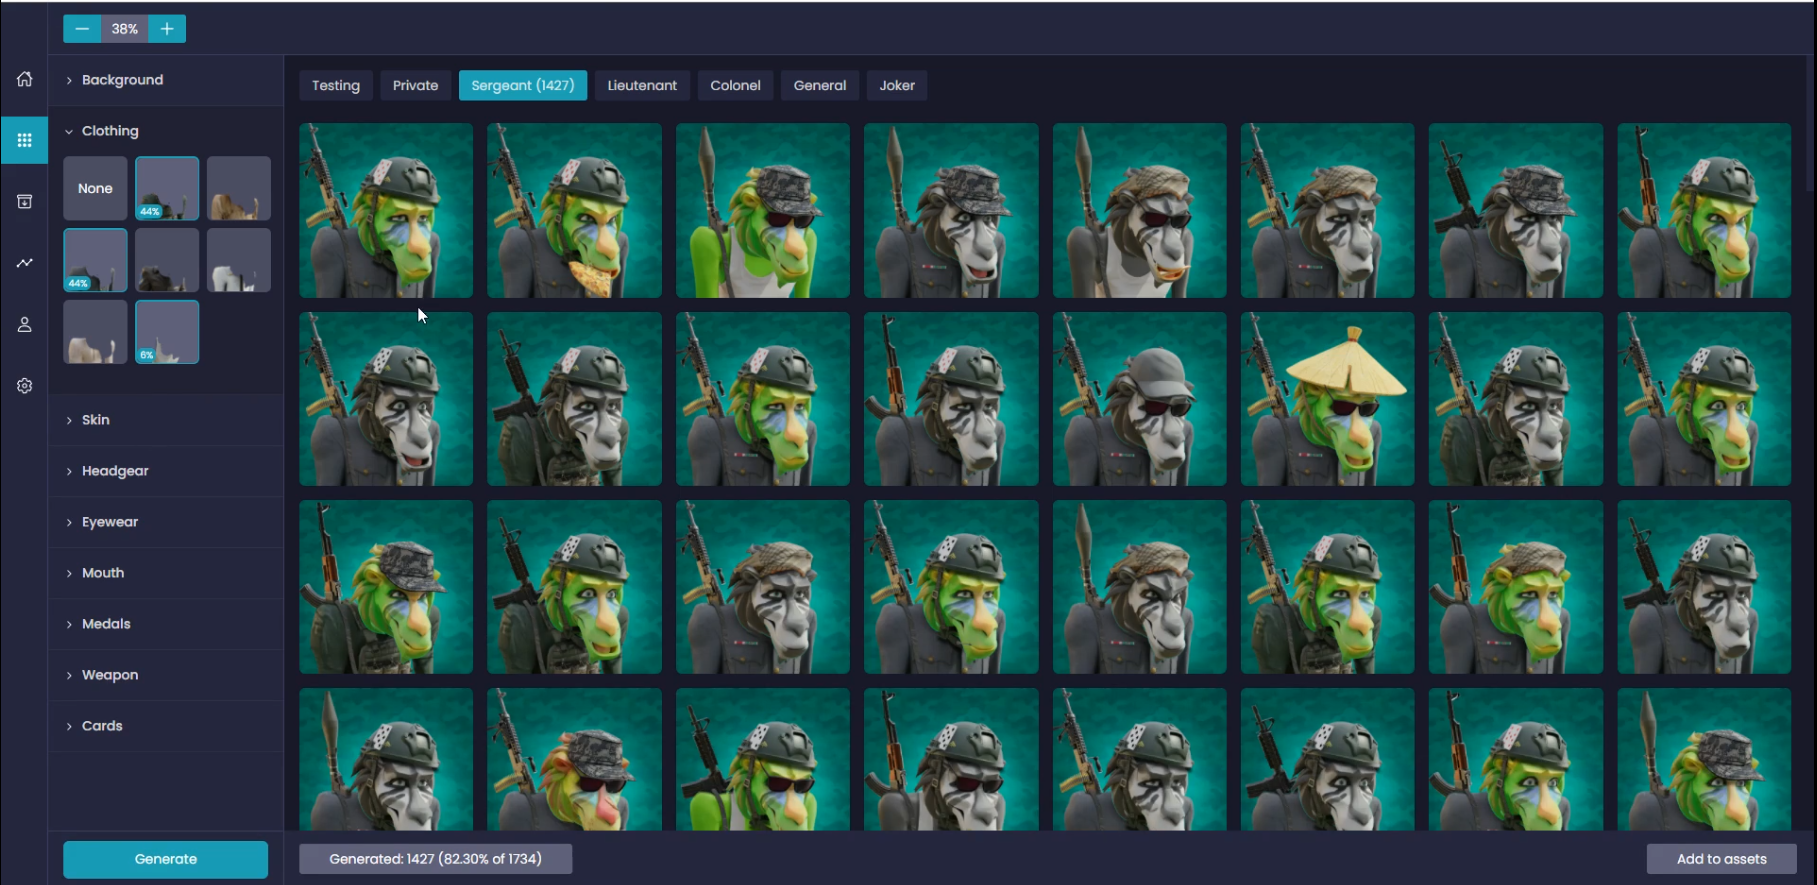 38%
Background
Clothing
None
44%
44%
6%
Skin
Headgear
Eyewear
Mouth
Medals
Weapon
Cards
Generate
Testing
Private
Sergeant (1427)
Lieutenant
Colonel
General
Joker
Generated: 1427 (82.30% of 1734)
Add to assets